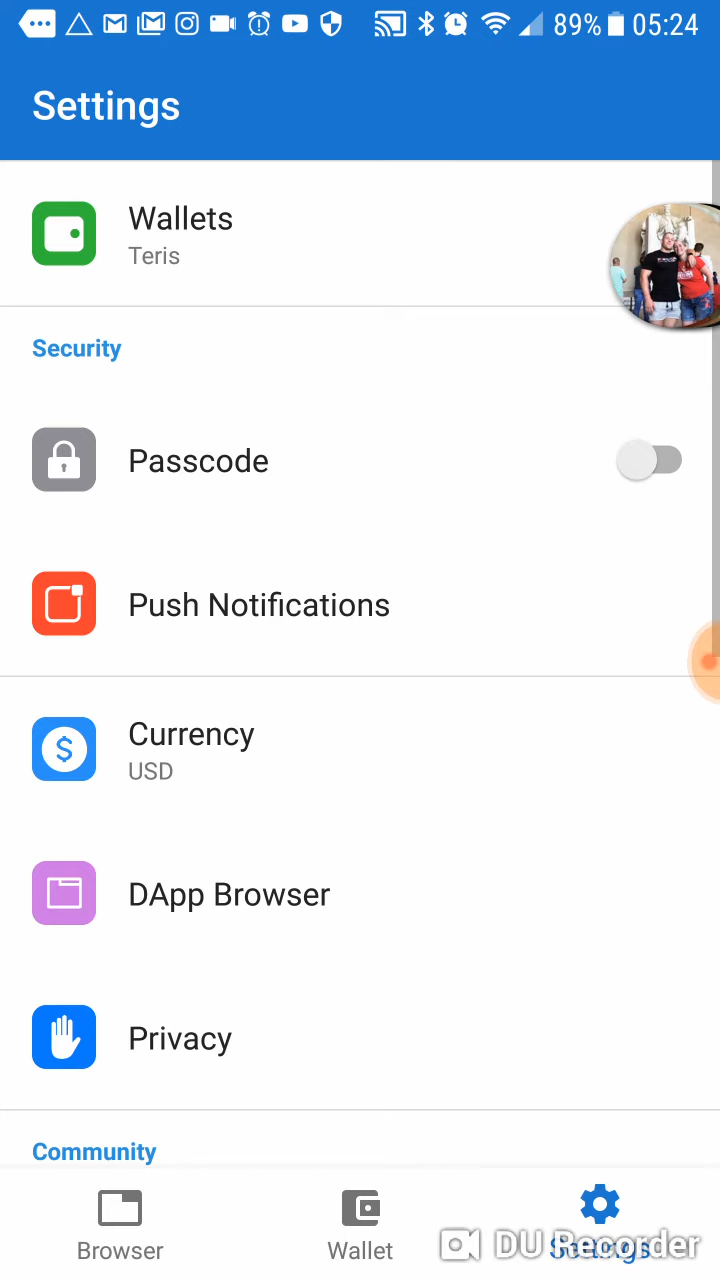 89% 05:24
Settings
Wallets
Teris
Security
Passcode
Push Notifications
Currency
USD
DApp Browser
Privacy
Community
Browser
Wallet
Settings
DU Recorder